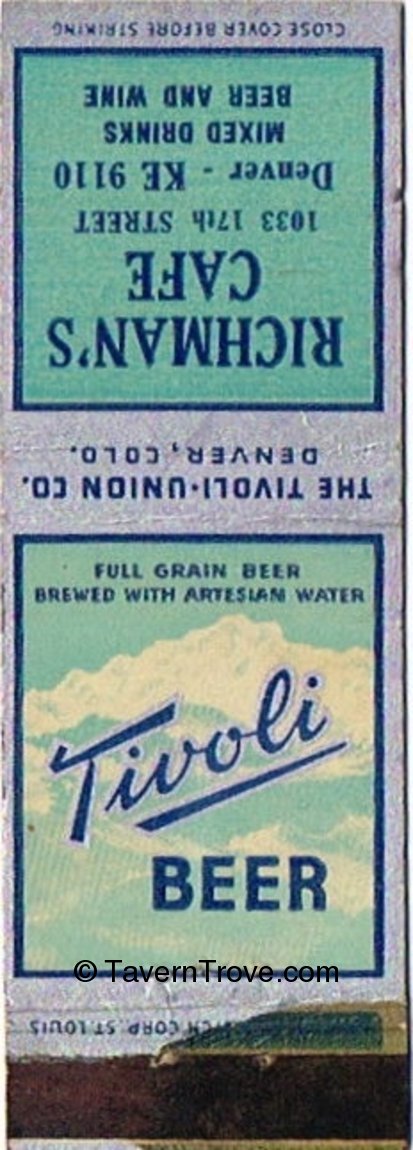 CLOSE COVER BEFORE STRIKING
RICHMAN'S
CAFE
1033 17th STREET
Denver - KE 9110
MIXED DRINKS
BEER AND WINE
THE TIVOLI-UNION CO.
DENVER, COLO.
FULL GRAIN BEER
BREWED WITH ARTESIAN WATER
Tivoli
BEER
© TavernTrove.com
CORP. ST. LOUIS